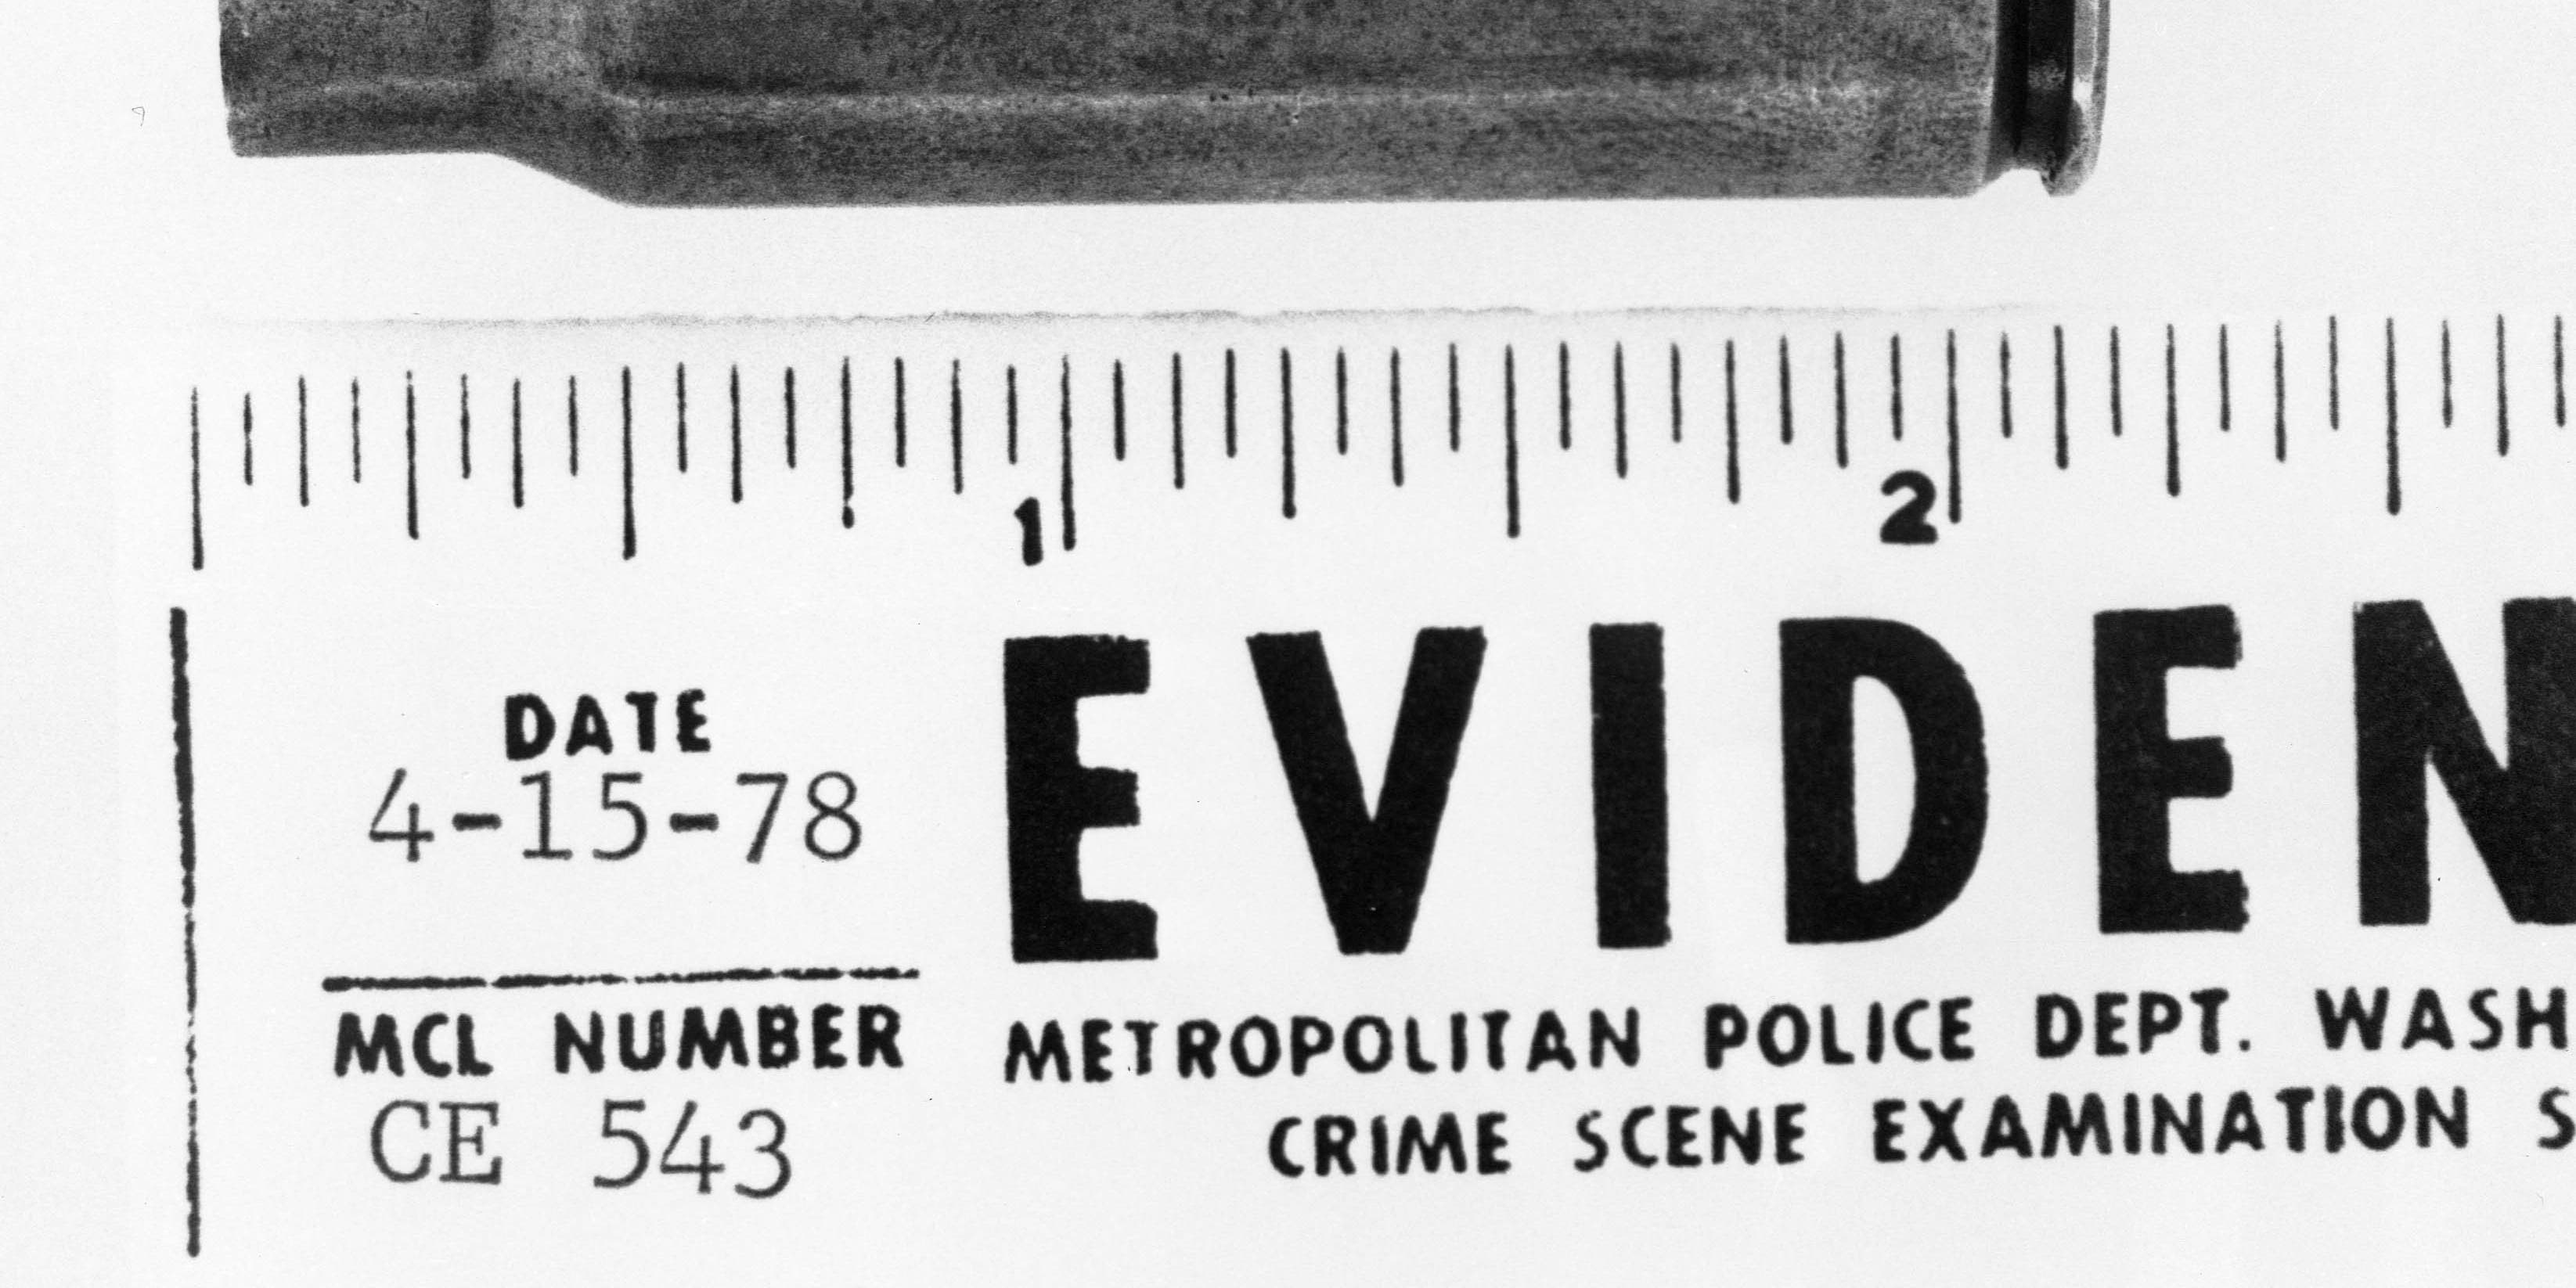 1 2
DATE
4-15-78
EVIDEN
MCL NUMBER
CE 543
METROPOLITAN POLICE DEPT. WASH
CRIME SCENE EXAMINATION S